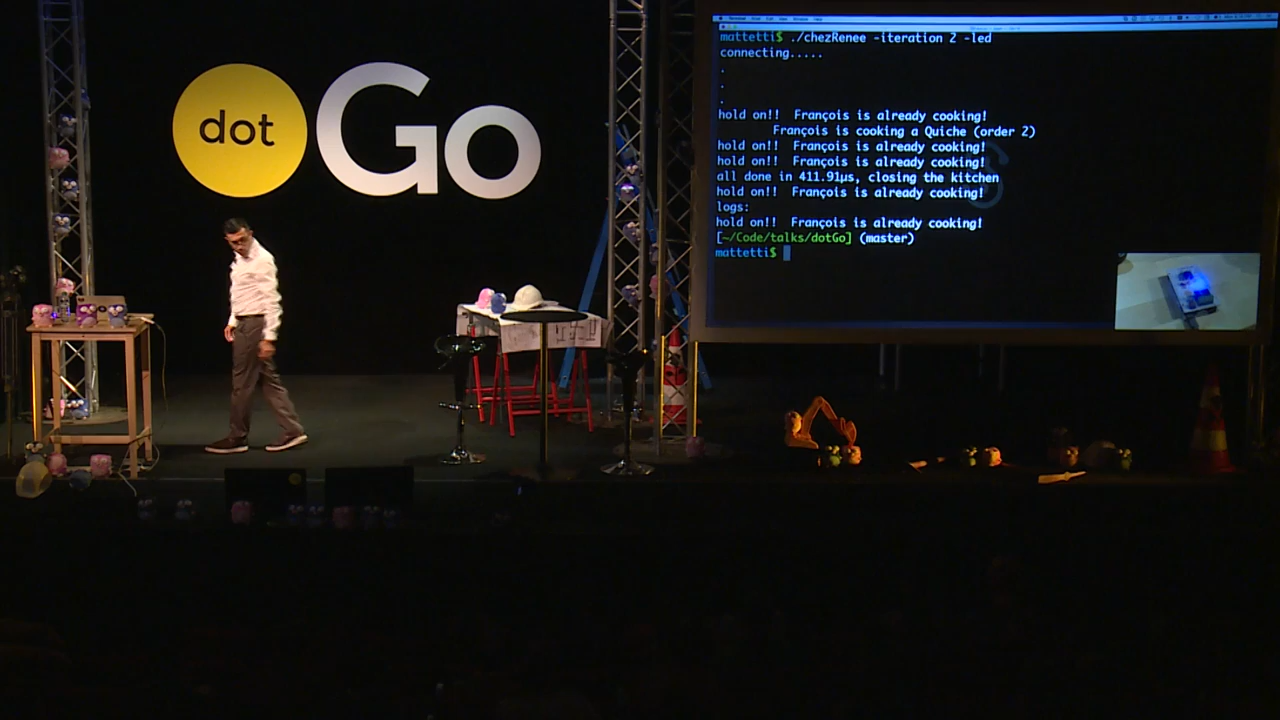 dot
Go
mattetti$ ./chezRenee -iteration 2 -led
connecting.....
.
.
.
hold on!!  François is already cooking!
        François is cooking a Quiche (order 2)
hold on!!  François is already cooking!
hold on!!  François is already cooking!
all done in 411.91µs, closing the kitchen
hold on!!  François is already cooking!
logs:
hold on!!  François is already cooking!
[~/Code/talks/dotGo] (master)
mattetti$